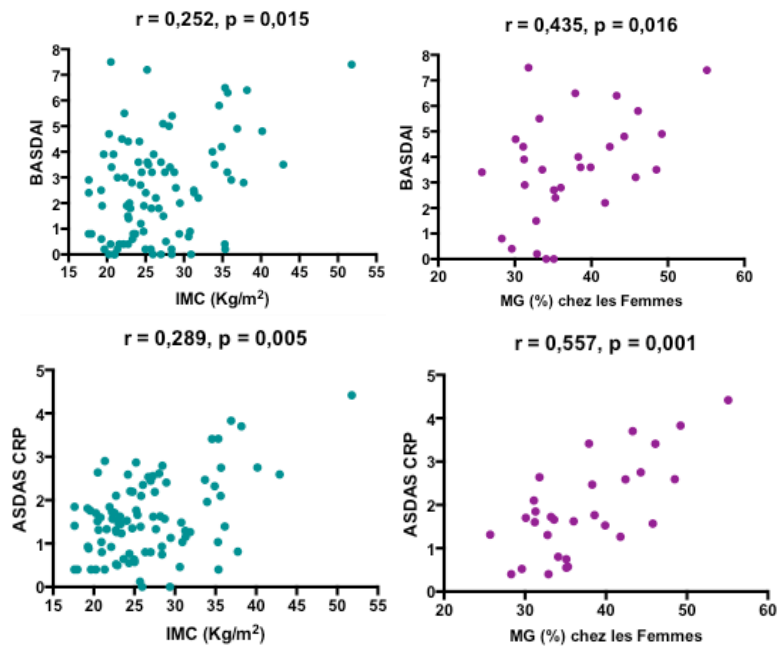 r = 0,252, p = 0,015
BASDAI
8
7
6
5
4
3
2
1
0
15 20 25 30 35 40 45 50 55
IMC (Kg/m²)
r = 0,435, p = 0,016
BASDAI
8
7
6
5
4
3
2
1
0
20 30 40 50 60
MG (%) chez les Femmes
r = 0,289, p = 0,005
ASDAS CRP
5
4
3
2
1
0
15 20 25 30 35 40 45 50 55
IMC (Kg/m²)
r = 0,557, p = 0,001
ASDAS CRP
5
4
3
2
1
0
20 30 40 50 60
MG (%) chez les Femmes